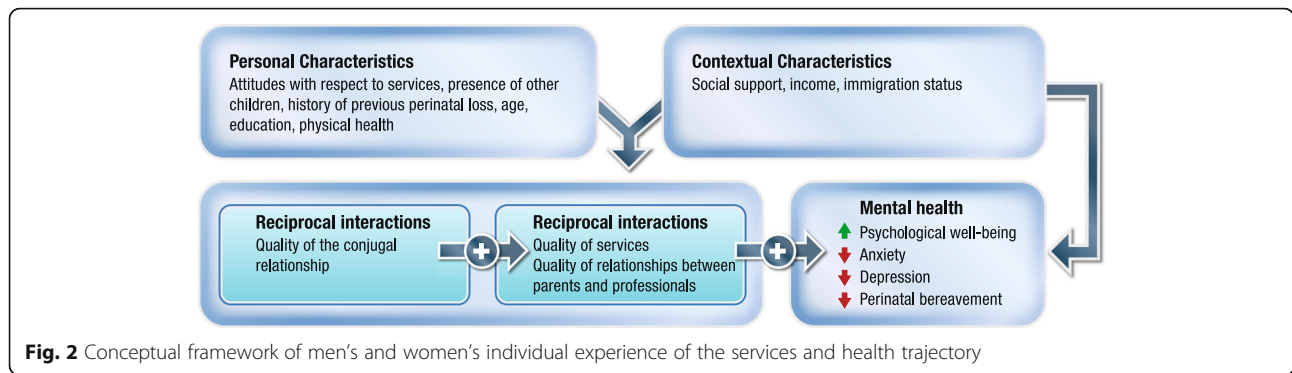 Personal Characteristics
Attitudes with respect to services, presence of other
children, history of previous perinatal loss, age,
education, physical health
Contextual Characteristics
Social support, income, immigration status
Reciprocal interactions
Quality of the conjugal
relationship
Reciprocal interactions
Quality of services
Quality of relationships between
parents and professionals
Mental health
Psychological well-being
Anxiety
Depression
Perinatal bereavement
Fig. 2 Conceptual framework of men’s and women’s individual experience of the services and health trajectory